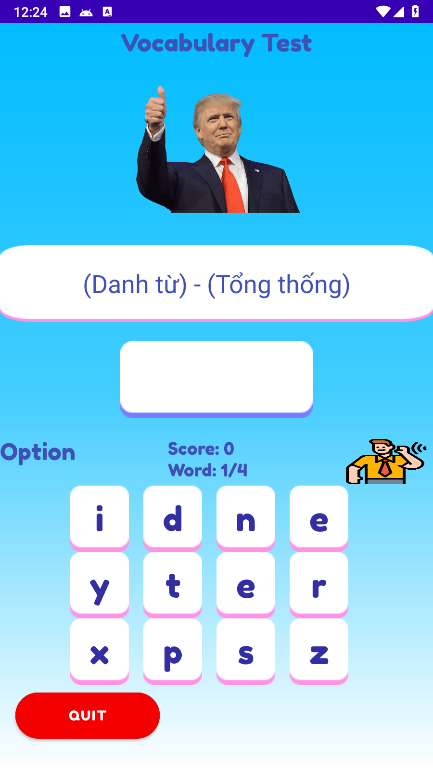 12:24
Vocabulary Test
(Danh từ) - (Tổng thống)
Option
Score: 0
Word: 1/4
i d n e
y t e r
x p s z
QUIT